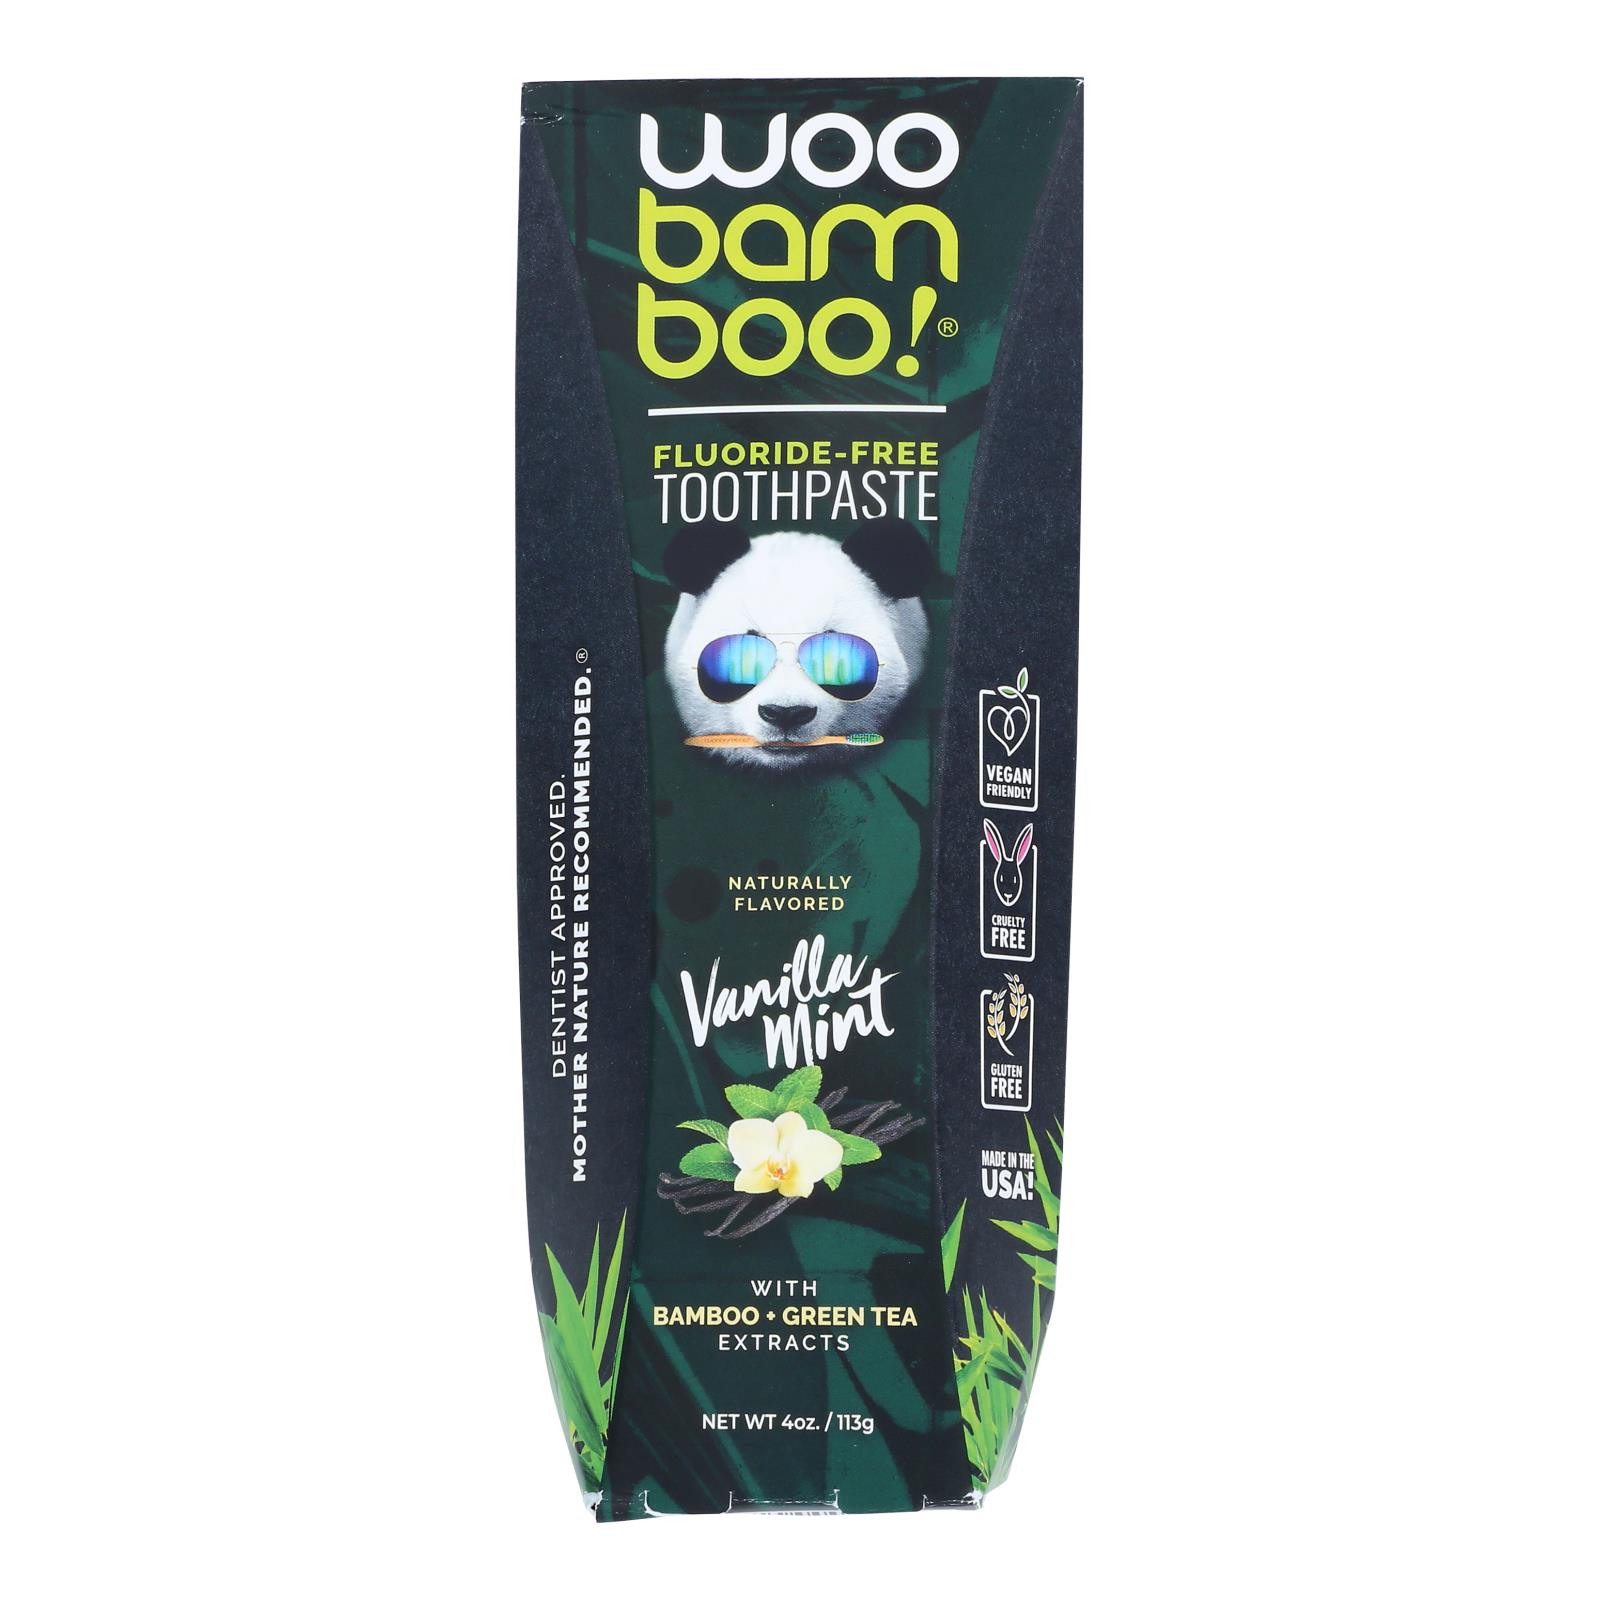 woo
bam
boo!®
FLUORIDE-FREE
TOOTHPASTE
NATURALLY
FLAVORED
Vanilla
Mint
WITH
BAMBOO + GREEN TEA
EXTRACTS
NET WT 4oz. / 113g
DENTIST APPROVED.
MOTHER NATURE RECOMMENDED.®
VEGAN
FRIENDLY
CRUELTY
FREE
GLUTEN
FREE
MADE IN THE
USA!